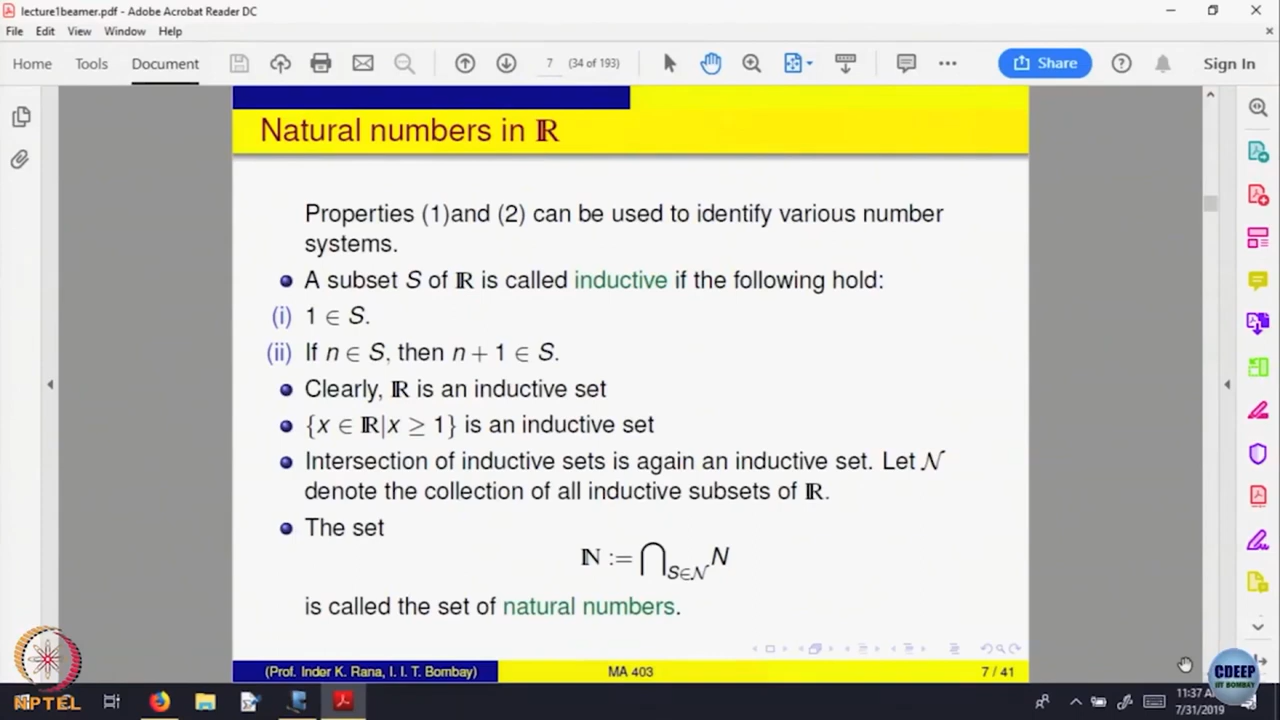 lecture1beamer.pdf - Adobe Acrobat Reader DC
File Edit View Window Help
Home Tools Document 7 (34 of 193) Share Sign In
Natural numbers in ℝ
Properties (1)and (2) can be used to identify various number
systems.
A subset S of ℝ is called inductive if the following hold:
(i) 1 ∈ S.
(ii) If n ∈ S, then n + 1 ∈ S.
Clearly, ℝ is an inductive set
{x ∈ ℝ|x ≥ 1} is an inductive set
Intersection of inductive sets is again an inductive set. Let 𝒩
denote the collection of all inductive subsets of ℝ.
The set
ℕ := ⋂_{S∈𝒩} N
is called the set of natural numbers.
(Prof. Inder K. Rana, I. I. T. Bombay) MA 403 7 / 41
NPTEL
CDEEP
IIT BOMBAY
11:37
7/31/2019